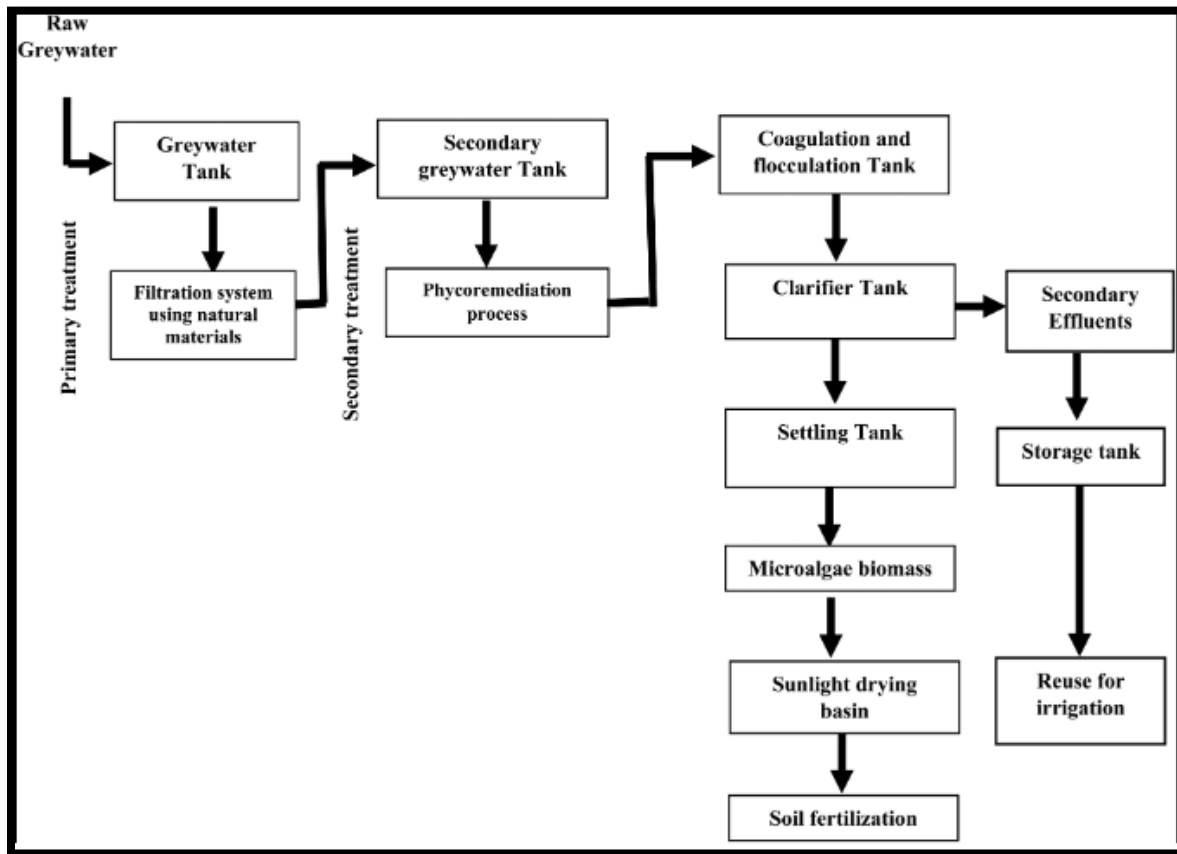 Raw
Greywater
Greywater
Tank
Primary treatment
Filtration system
using natural
materials
Secondary
greywater Tank
Secondary treatment
Phycoremediation
process
Coagulation and
flocculation Tank
Clarifier Tank
Secondary
Effluents
Settling Tank
Storage tank
Microalgae biomass
Sunlight drying
basin
Reuse for
irrigation
Soil fertilization